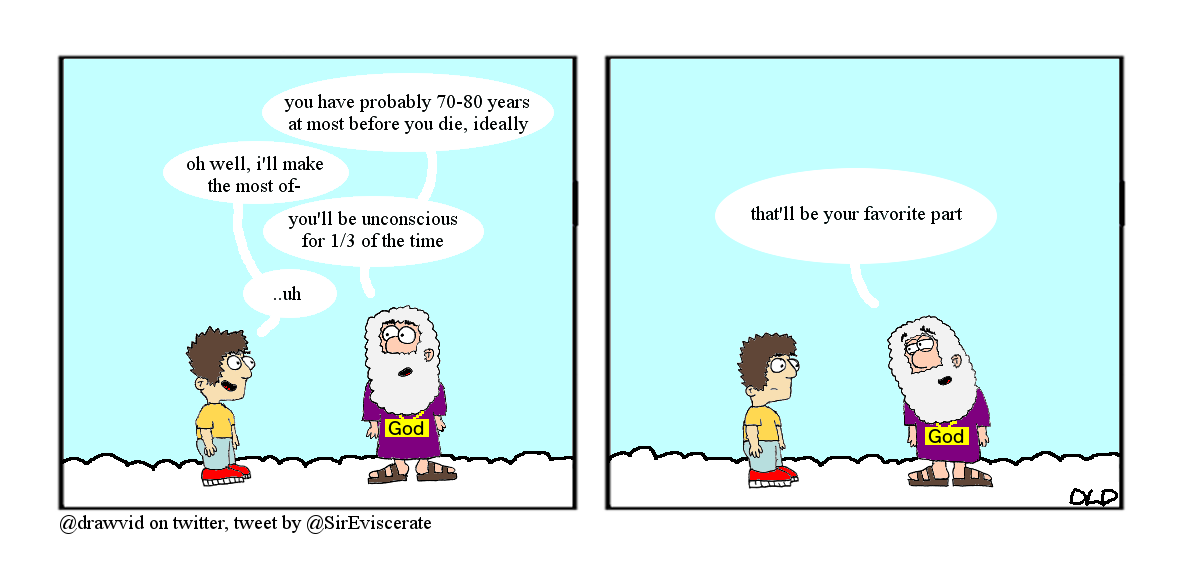 you have probably 70-80 years
at most before you die, ideally
oh well, i'll make
the most of-
you'll be unconscious
for 1/3 of the time
..uh
God
that'll be your favorite part
God
OLD
@drawvid on twitter, tweet by @SirEviscerate